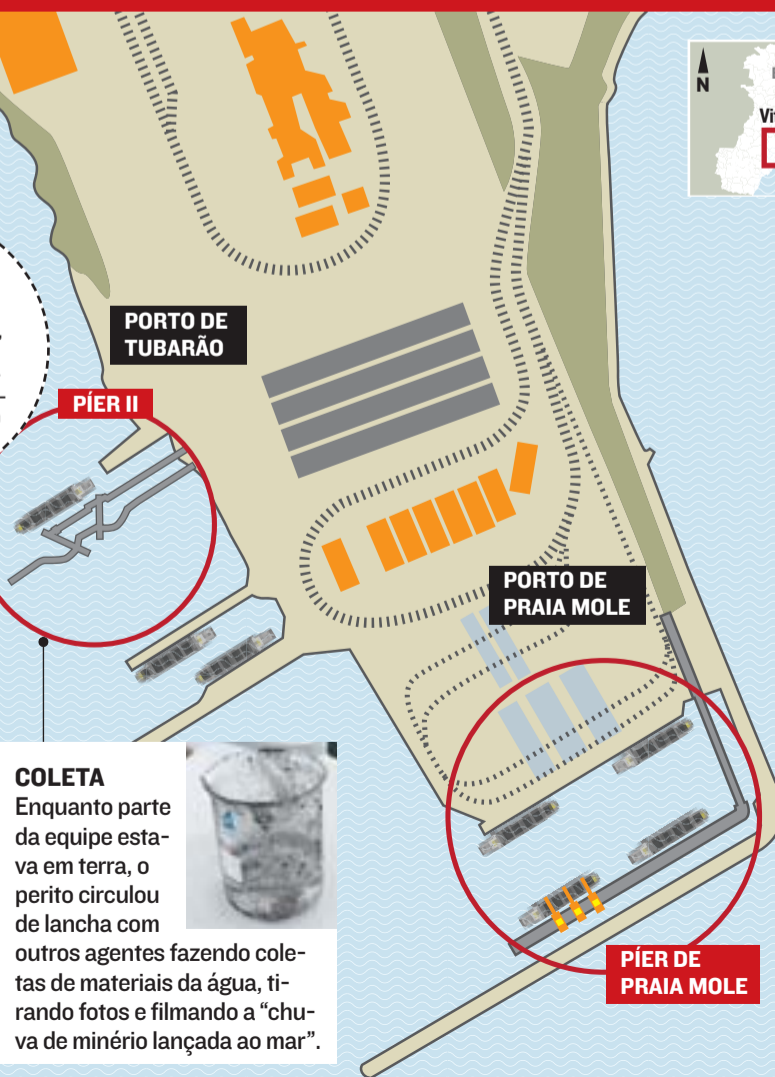 N
PORTO DE
TUBARÃO
PÍER II
PORTO DE
PRAIA MOLE
COLETA
Enquanto parte
da equipe esta-
va em terra, o
perito circulou
de lancha com
outros agentes fazendo cole-
tas de materiais da água, ti-
rando fotos e filmando a “chu-
va de minério lançada ao mar”.
PÍER DE
PRAIA MOLE